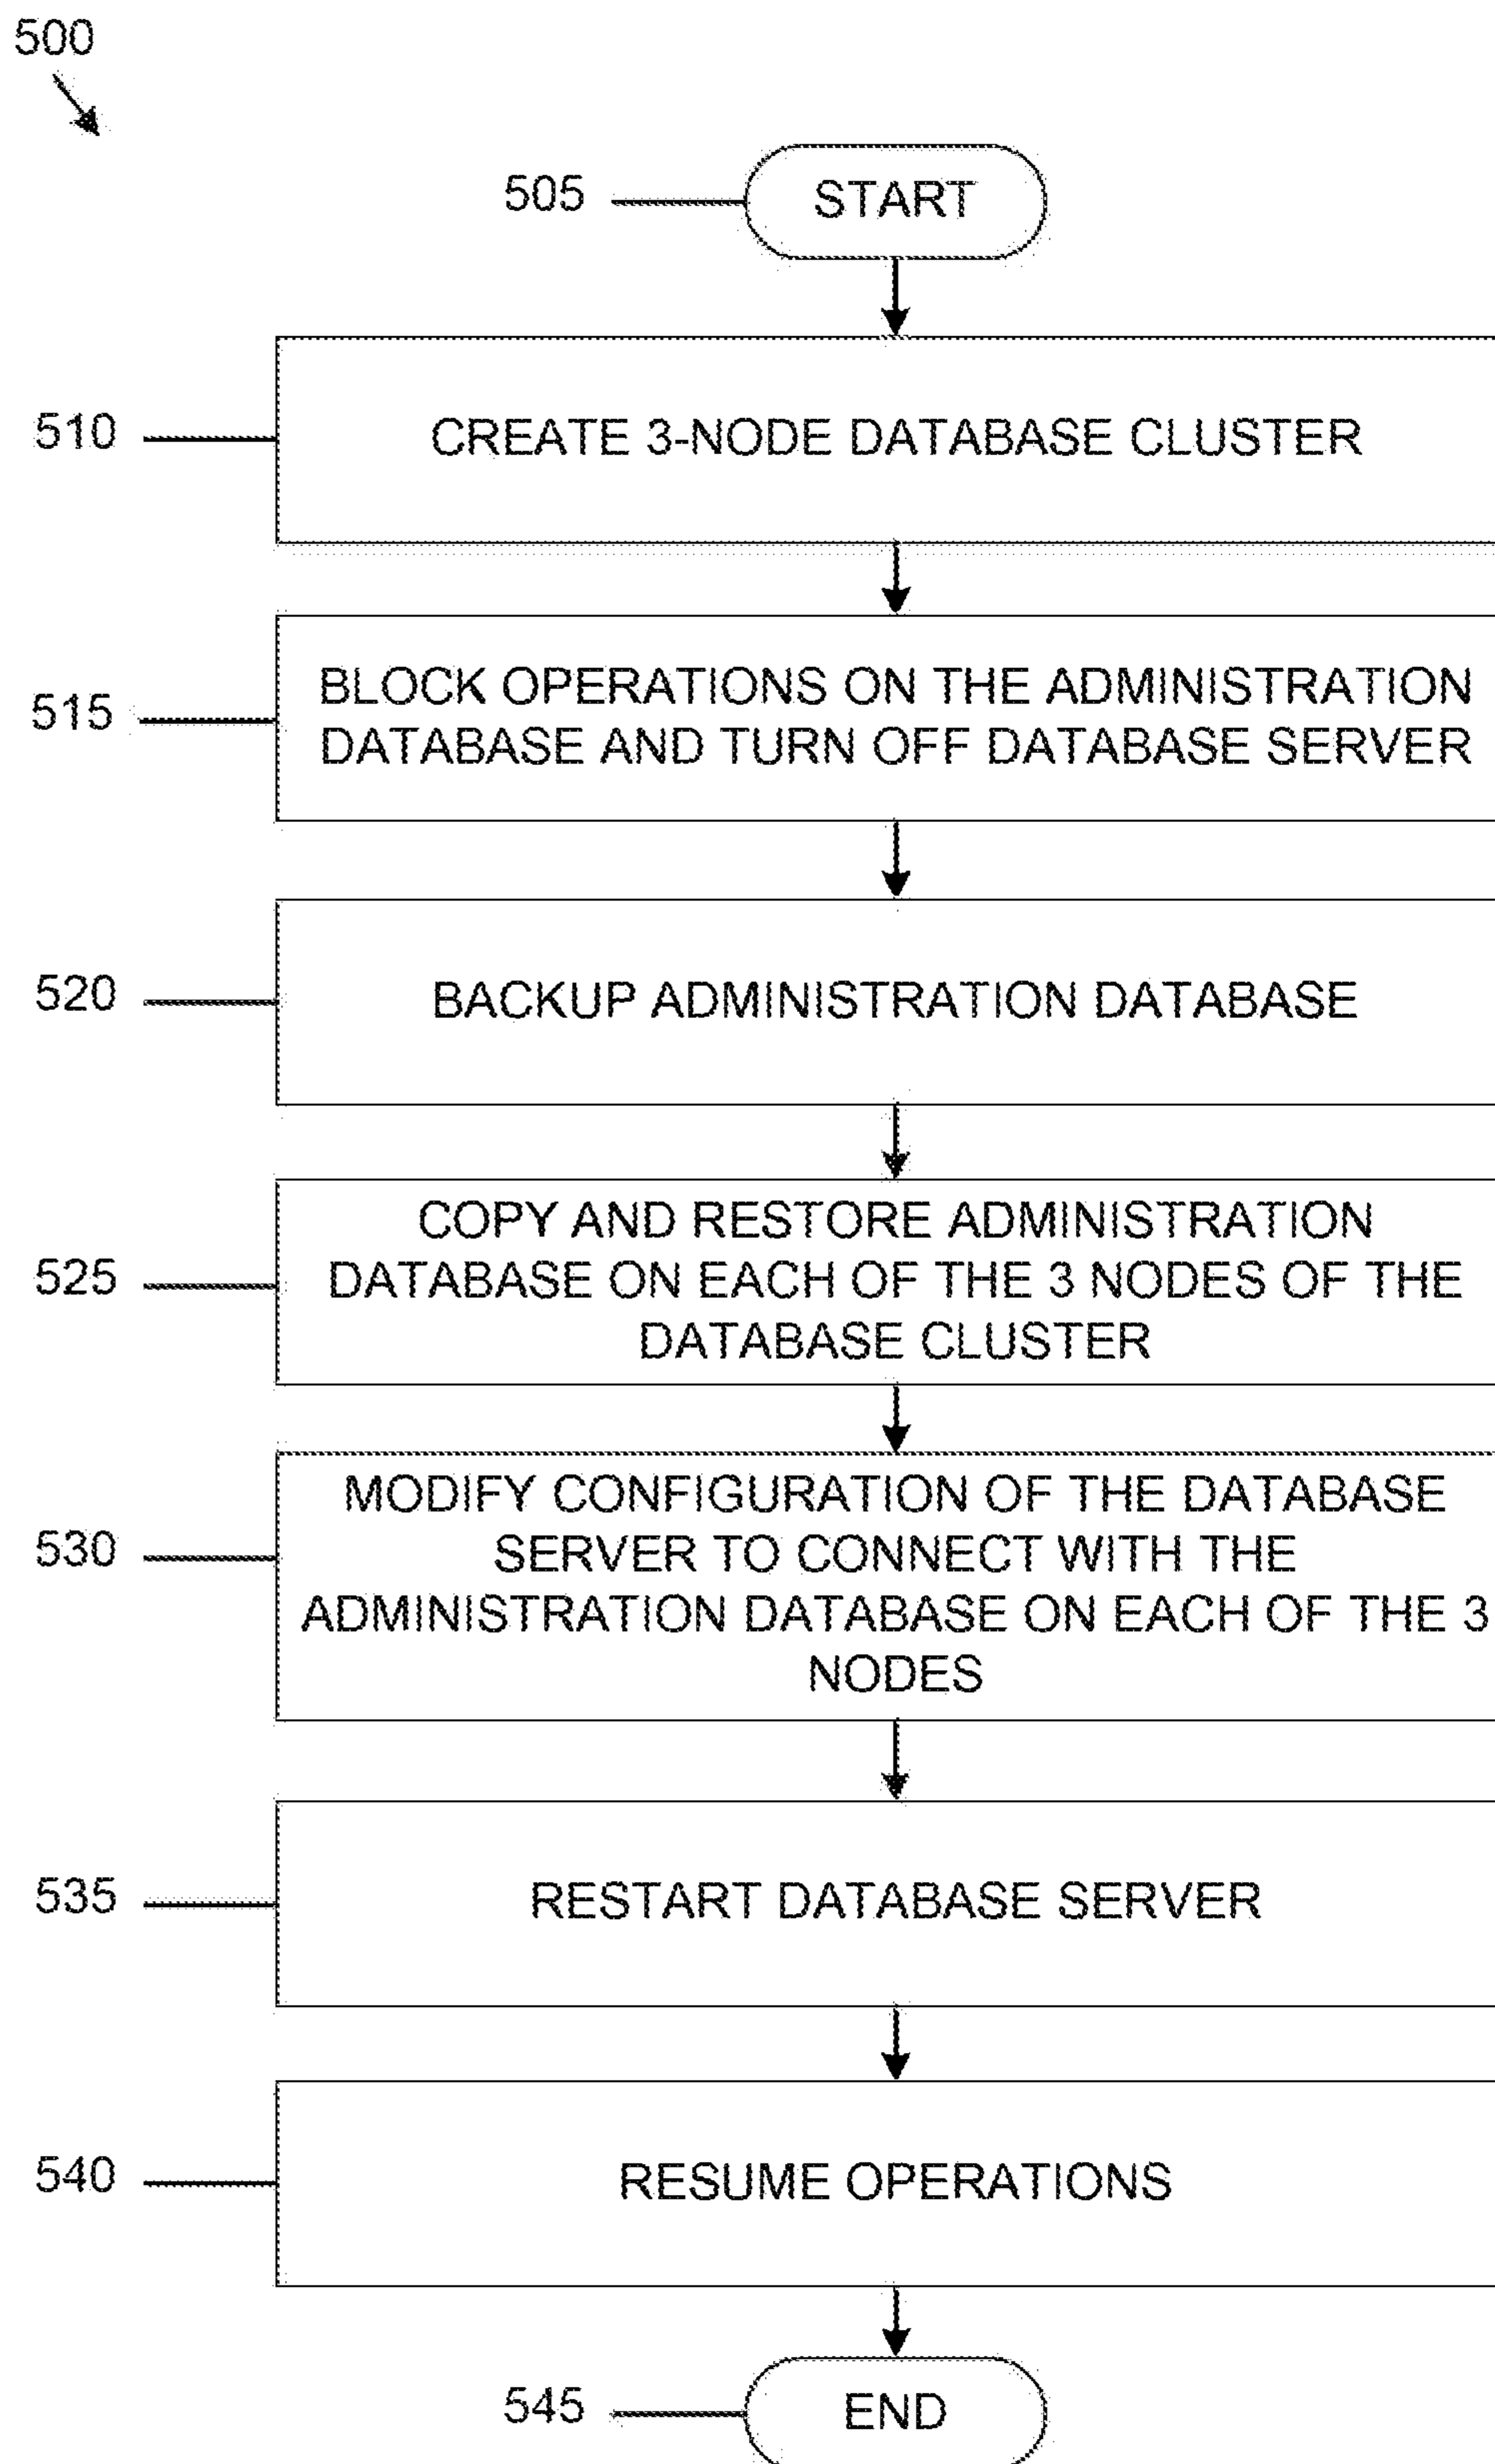 500
505
START
510
CREATE 3-NODE DATABASE CLUSTER
515
BLOCK OPERATIONS ON THE ADMINISTRATION
DATABASE AND TURN OFF DATABASE SERVER
520
BACKUP ADMINISTRATION DATABASE
525
COPY AND RESTORE ADMINISTRATION
DATABASE ON EACH OF THE 3 NODES OF THE
DATABASE CLUSTER
530
MODIFY CONFIGURATION OF THE DATABASE
SERVER TO CONNECT WITH THE
ADMINISTRATION DATABASE ON EACH OF THE 3
NODES
535
RESTART DATABASE SERVER
540
RESUME OPERATIONS
545
END